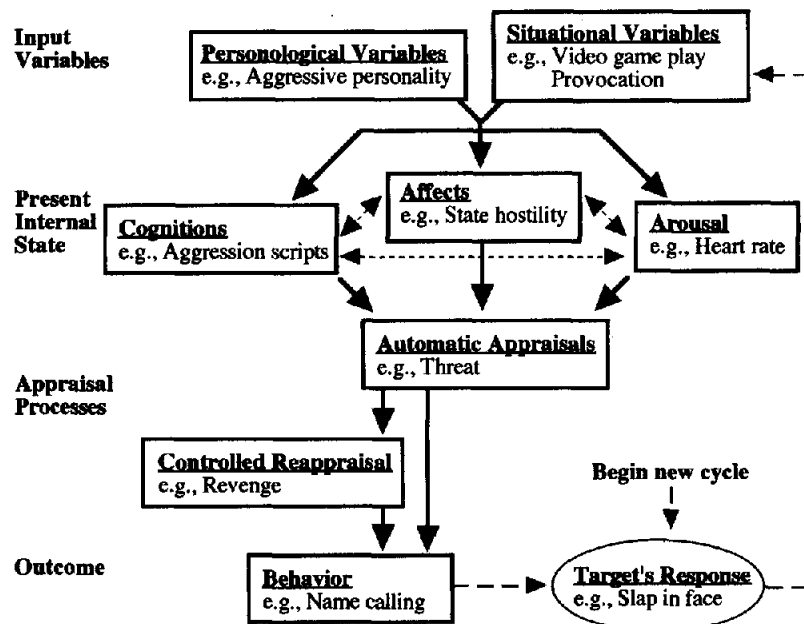 Input
Variables
Personological Variables
e.g., Aggressive personality
Situational Variables
e.g., Video game play
Provocation
Present
Internal
State
Cognitions
e.g., Aggression scripts
Affects
e.g., State hostility
Arousal
e.g., Heart rate
Appraisal
Processes
Automatic Appraisals
e.g., Threat
Controlled Reappraisal
e.g., Revenge
Begin new cycle
Outcome
Behavior
e.g., Name calling
Target's Response
e.g., Slap in face